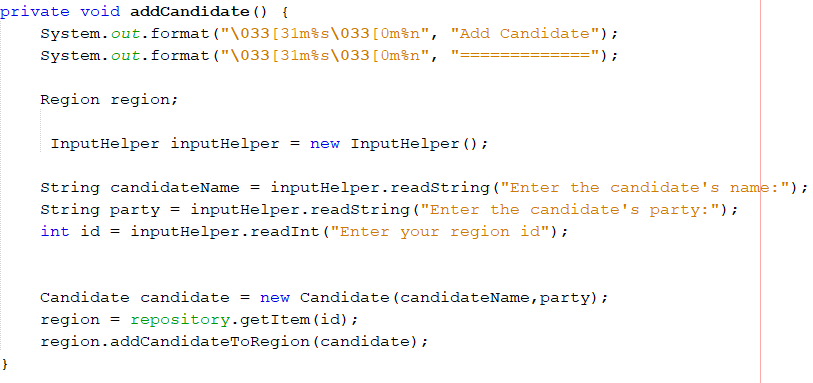 private void addCandidate() {
    System.out.format("\033[31m%s\033[0m%n", "Add Candidate");
    System.out.format("\033[31m%s\033[0m%n", "=============");
    Region region;
     InputHelper inputHelper = new InputHelper();
    String candidateName = inputHelper.readString("Enter the candidate's name:");
    String party = inputHelper.readString("Enter the candidate's party:");
    int id = inputHelper.readInt("Enter your region id");
    Candidate candidate = new Candidate(candidateName,party);
    region = repository.getItem(id);
    region.addCandidateToRegion(candidate);
}